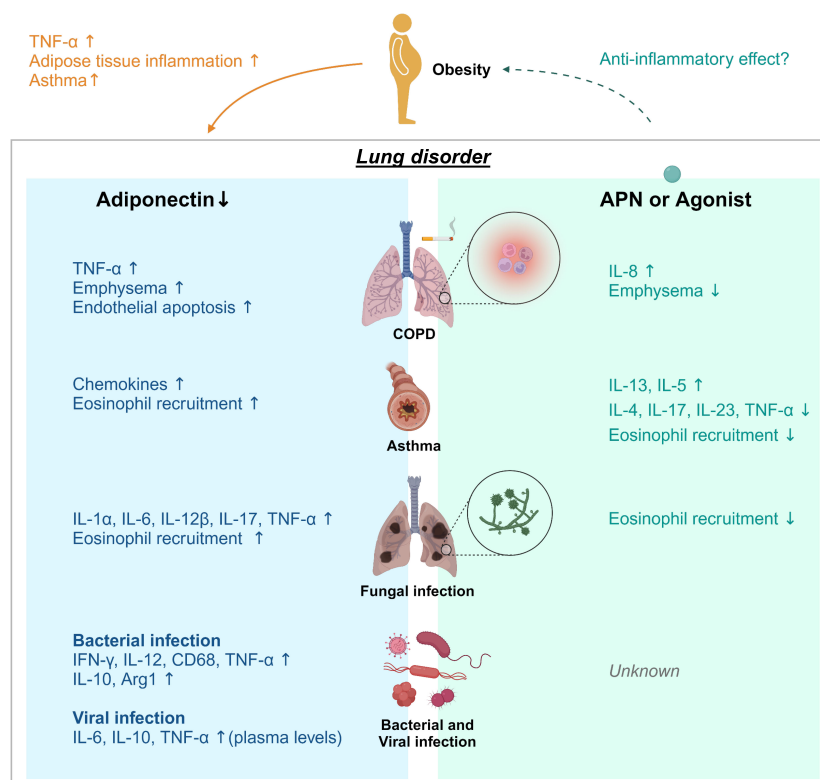 TNF-α ↑
Adipose tissue inflammation ↑
Asthma↑
Obesity
Anti-inflammatory effect?
Lung disorder
Adiponectin↓
APN or Agonist
TNF-α ↑
Emphysema ↑
Endothelial apoptosis ↑
COPD
IL-8 ↑
Emphysema ↓
Chemokines ↑
Eosinophil recruitment ↑
Asthma
IL-13, IL-5 ↑
IL-4, IL-17, IL-23, TNF-α ↓
Eosinophil recruitment ↓
IL-1α, IL-6, IL-12β, IL-17, TNF-α ↑
Eosinophil recruitment ↑
Fungal infection
Eosinophil recruitment ↓
Bacterial infection
IFN-γ, IL-12, CD68, TNF-α ↑
IL-10, Arg1 ↑
Viral infection
IL-6, IL-10, TNF-α ↑(plasma levels)
Bacterial and
Viral infection
Unknown